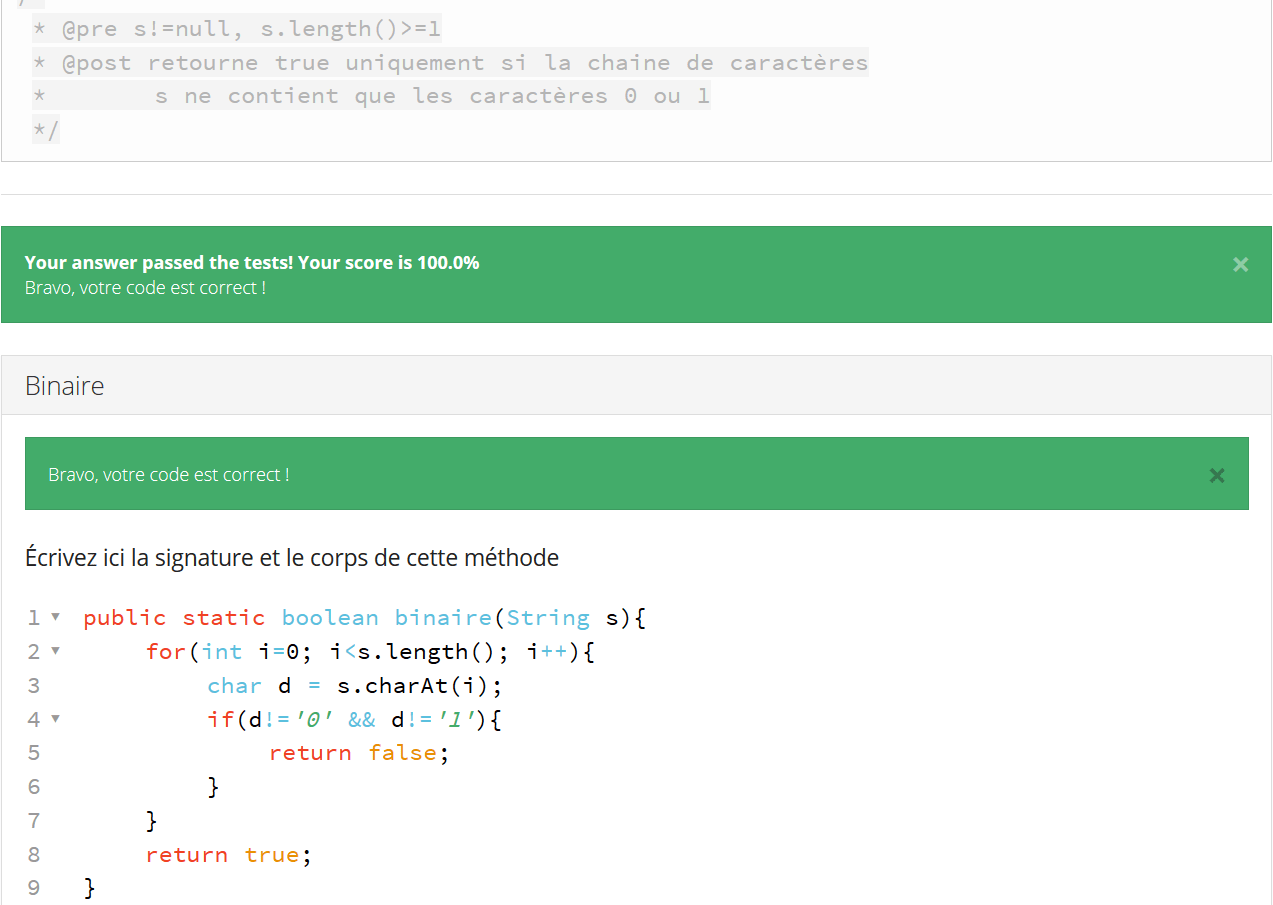 * @pre s!=null, s.length()>=1
* @post retourne true uniquement si la chaine de caractères
* s ne contient que les caractères 0 ou 1
*/
Your answer passed the tests! Your score is 100.0%
Bravo, votre code est correct !
Binaire
Bravo, votre code est correct !
Écrivez ici la signature et le corps de cette méthode
1 public static boolean binaire(String s){
2 for(int i=0; i<s.length(); i++){
3 char d = s.charAt(i);
4 if(d!='0' && d!='1'){
5 return false;
6 }
7 }
8 return true;
9 }